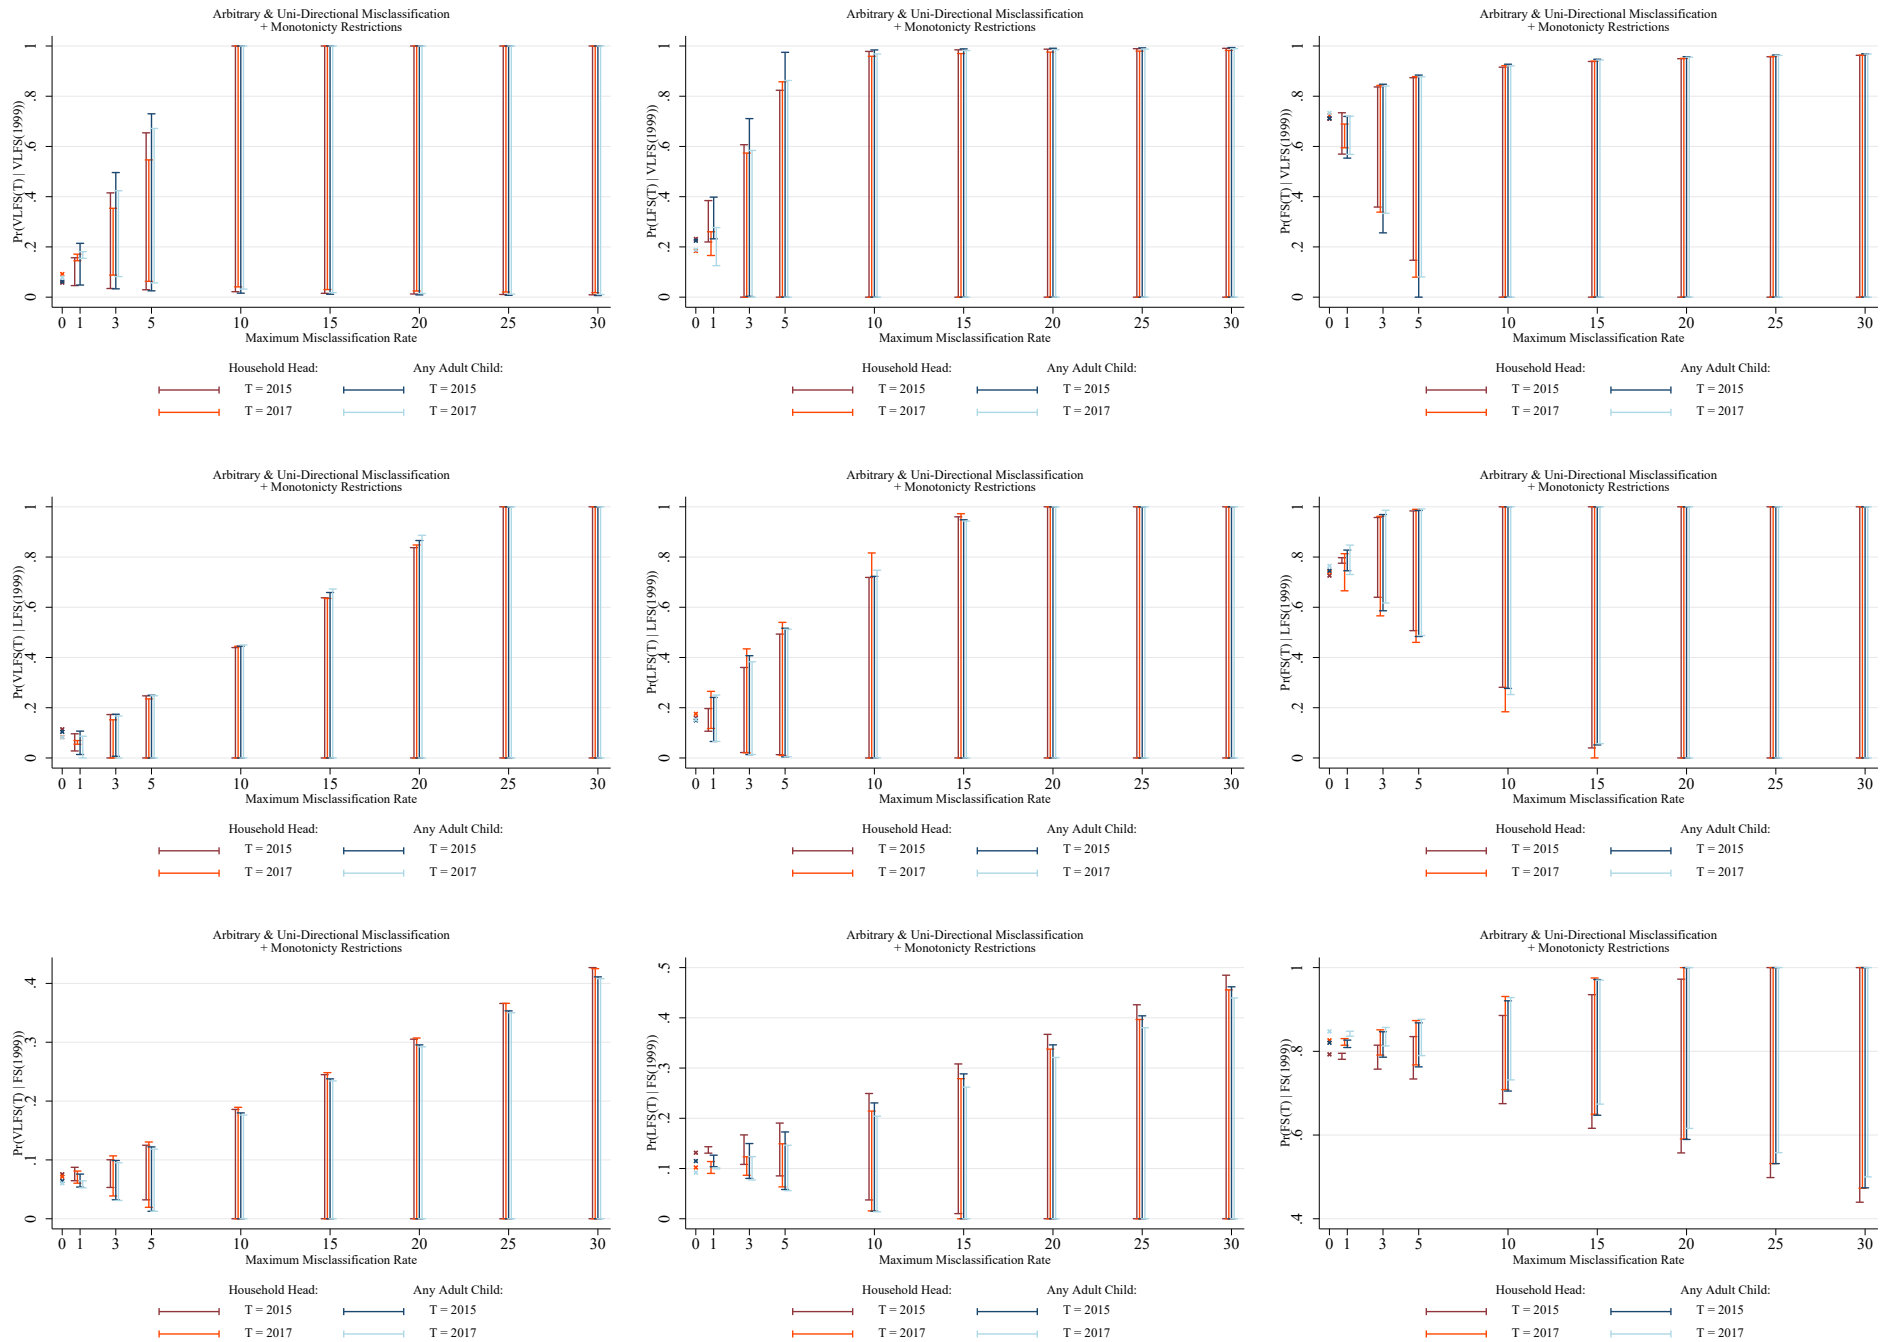 Arbitrary & Uni-Directional Misclassification
+ Monotonicty Restrictions
Pr(VLFS(T) | VLFS(1999))
1
.8
.6
.4
.2
0
0 1 3 5 10 15 20 25 30
Maximum Misclassification Rate
Household Head: Any Adult Child:
T = 2015 T = 2015
T = 2017 T = 2017
Arbitrary & Uni-Directional Misclassification
+ Monotonicty Restrictions
Pr(LFS(T) | VLFS(1999))
1
.8
.6
.4
.2
0
0 1 3 5 10 15 20 25 30
Maximum Misclassification Rate
Household Head: Any Adult Child:
T = 2015 T = 2015
T = 2017 T = 2017
Arbitrary & Uni-Directional Misclassification
+ Monotonicty Restrictions
Pr(FS(T) | VLFS(1999))
1
.8
.6
.4
.2
0
0 1 3 5 10 15 20 25 30
Maximum Misclassification Rate
Household Head: Any Adult Child:
T = 2015 T = 2015
T = 2017 T = 2017
Arbitrary & Uni-Directional Misclassification
+ Monotonicty Restrictions
Pr(VLFS(T) | LFS(1999))
1
.8
.6
.4
.2
0
0 1 3 5 10 15 20 25 30
Maximum Misclassification Rate
Household Head: Any Adult Child:
T = 2015 T = 2015
T = 2017 T = 2017
Arbitrary & Uni-Directional Misclassification
+ Monotonicty Restrictions
Pr(LFS(T) | LFS(1999))
1
.8
.6
.4
.2
0
0 1 3 5 10 15 20 25 30
Maximum Misclassification Rate
Household Head: Any Adult Child:
T = 2015 T = 2015
T = 2017 T = 2017
Arbitrary & Uni-Directional Misclassification
+ Monotonicty Restrictions
Pr(FS(T) | LFS(1999))
1
.8
.6
.4
.2
0
0 1 3 5 10 15 20 25 30
Maximum Misclassification Rate
Household Head: Any Adult Child:
T = 2015 T = 2015
T = 2017 T = 2017
Arbitrary & Uni-Directional Misclassification
+ Monotonicty Restrictions
Pr(VLFS(T) | FS(1999))
.4
.3
.2
.1
0
0 1 3 5 10 15 20 25 30
Maximum Misclassification Rate
Household Head: Any Adult Child:
T = 2015 T = 2015
T = 2017 T = 2017
Arbitrary & Uni-Directional Misclassification
+ Monotonicty Restrictions
Pr(LFS(T) | FS(1999))
.5
.4
.3
.2
.1
0
0 1 3 5 10 15 20 25 30
Maximum Misclassification Rate
Household Head: Any Adult Child:
T = 2015 T = 2015
T = 2017 T = 2017
Arbitrary & Uni-Directional Misclassification
+ Monotonicty Restrictions
Pr(FS(T) | FS(1999))
1
.8
.6
.4
0 1 3 5 10 15 20 25 30
Maximum Misclassification Rate
Household Head: Any Adult Child:
T = 2015 T = 2015
T = 2017 T = 2017